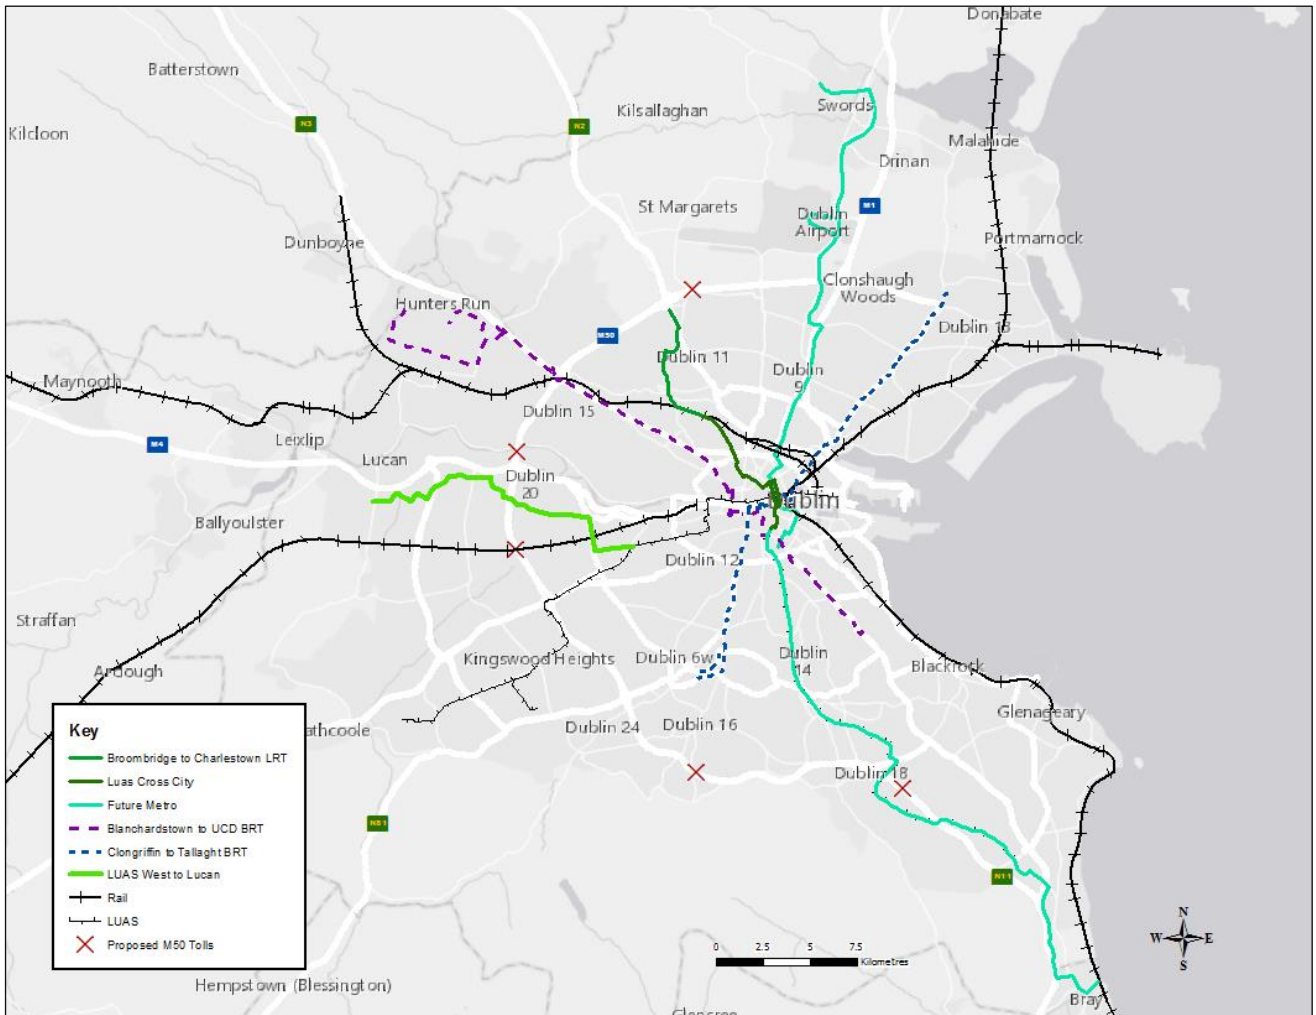 Donabate
Batterstown
Kilsallaghan
Swords
N3
N2
Kilcloon
Malahide
Drinan
St Margarets
M1
Dublin
Airport
Dunboyne
Portmarnock
Clonshaugh
Woods
Hunters Run
Dublin 13
M50
Dublin 11
Dublin
9
Maynooth
Dublin 15
M4
Leixlip
Lucan
Dublin
20
Dublin
Ballyoulster
Dublin 12
Straffan
Ardough
Kingswood Heights
Dublin 6w
Dublin
14
Blackrock
Glenageary
athcoole
Dublin 24
Dublin 16
Dublin 18
Key
Broombridge to Charlestown LRT
Luas Cross City
Future Metro
Blanchardstown to UCD BRT
Clongriffin to Tallaght BRT
LUAS West to Lucan
Rail
LUAS
Proposed M50 Tolls
N81
N11
N
W E
S
0 2.5 5 7.5
Kilometres
Hempstown (Blessington)
Bray
Glencree